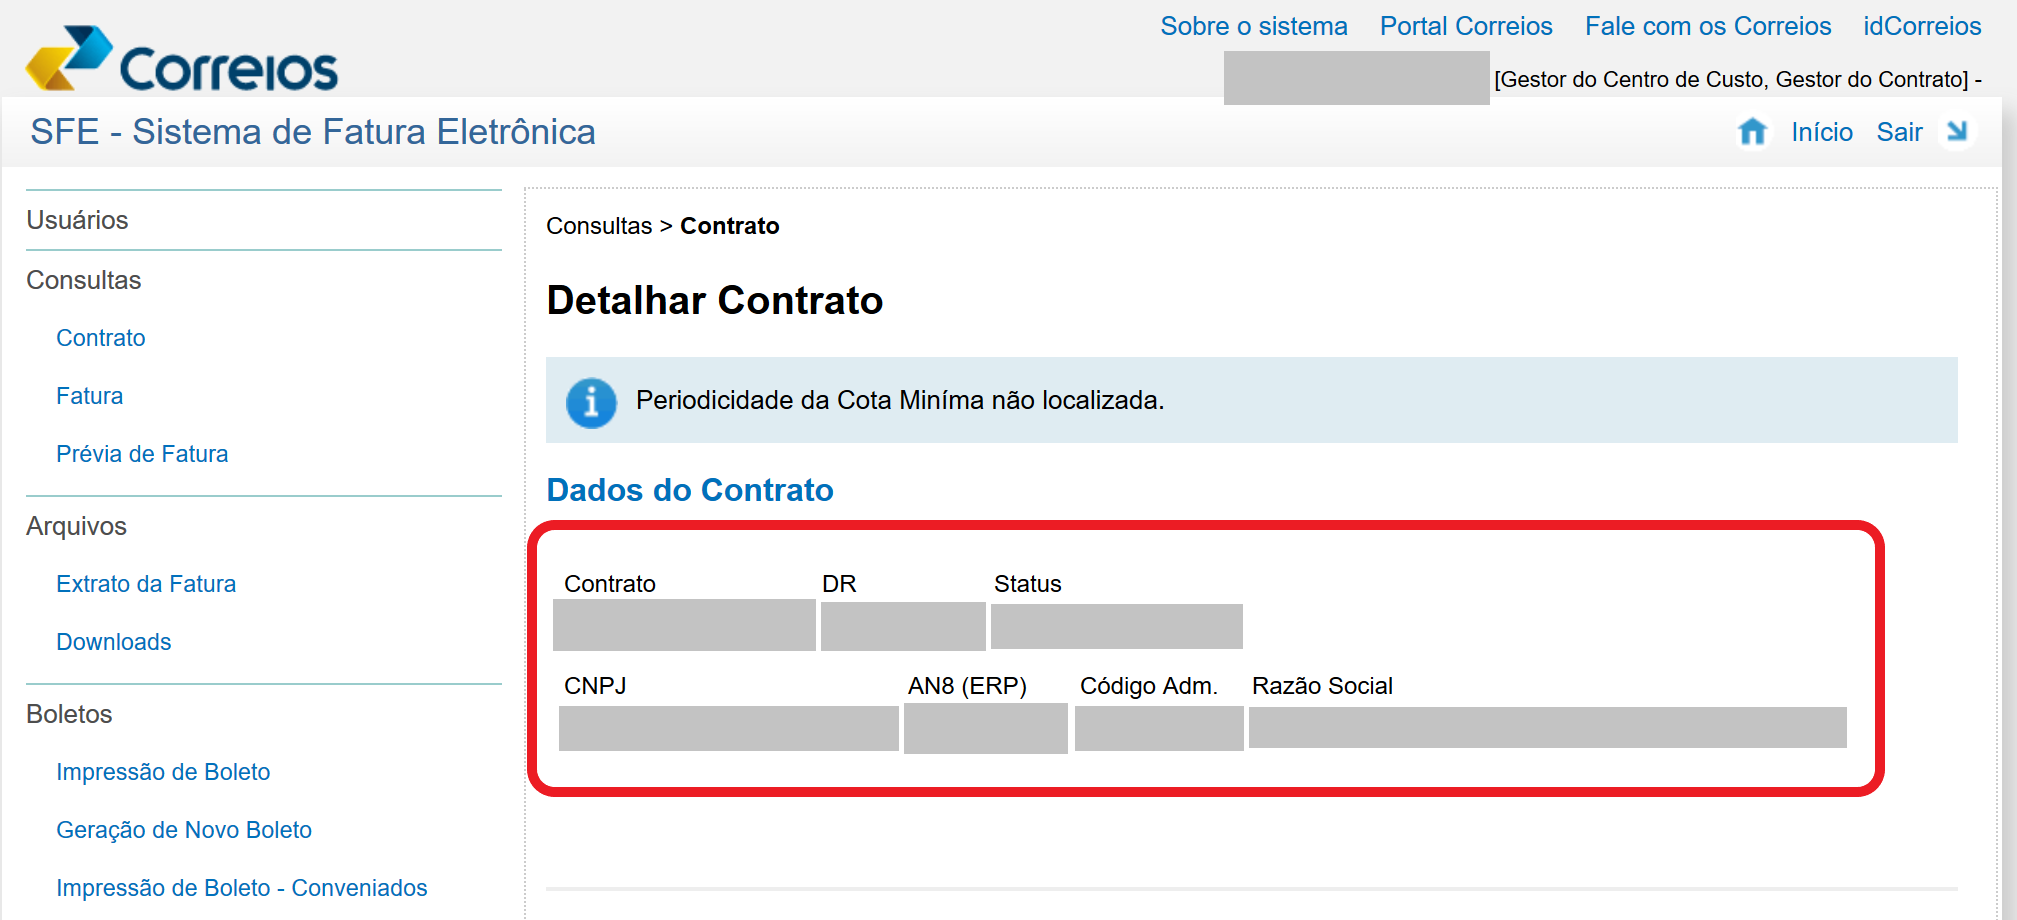 Sobre o sistema Portal Correios Fale com os Correios idCorreios
Correios
[Gestor do Centro de Custo, Gestor do Contrato] -
SFE - Sistema de Fatura Eletrônica
Início Sair
Usuários
Consultas
Contrato
Fatura
Prévia de Fatura
Arquivos
Extrato da Fatura
Downloads
Boletos
Impressão de Boleto
Geração de Novo Boleto
Impressão de Boleto - Conveniados
Consultas > Contrato
Detalhar Contrato
Periodicidade da Cota Miníma não localizada.
Dados do Contrato
Contrato DR Status
CNPJ AN8 (ERP) Código Adm. Razão Social